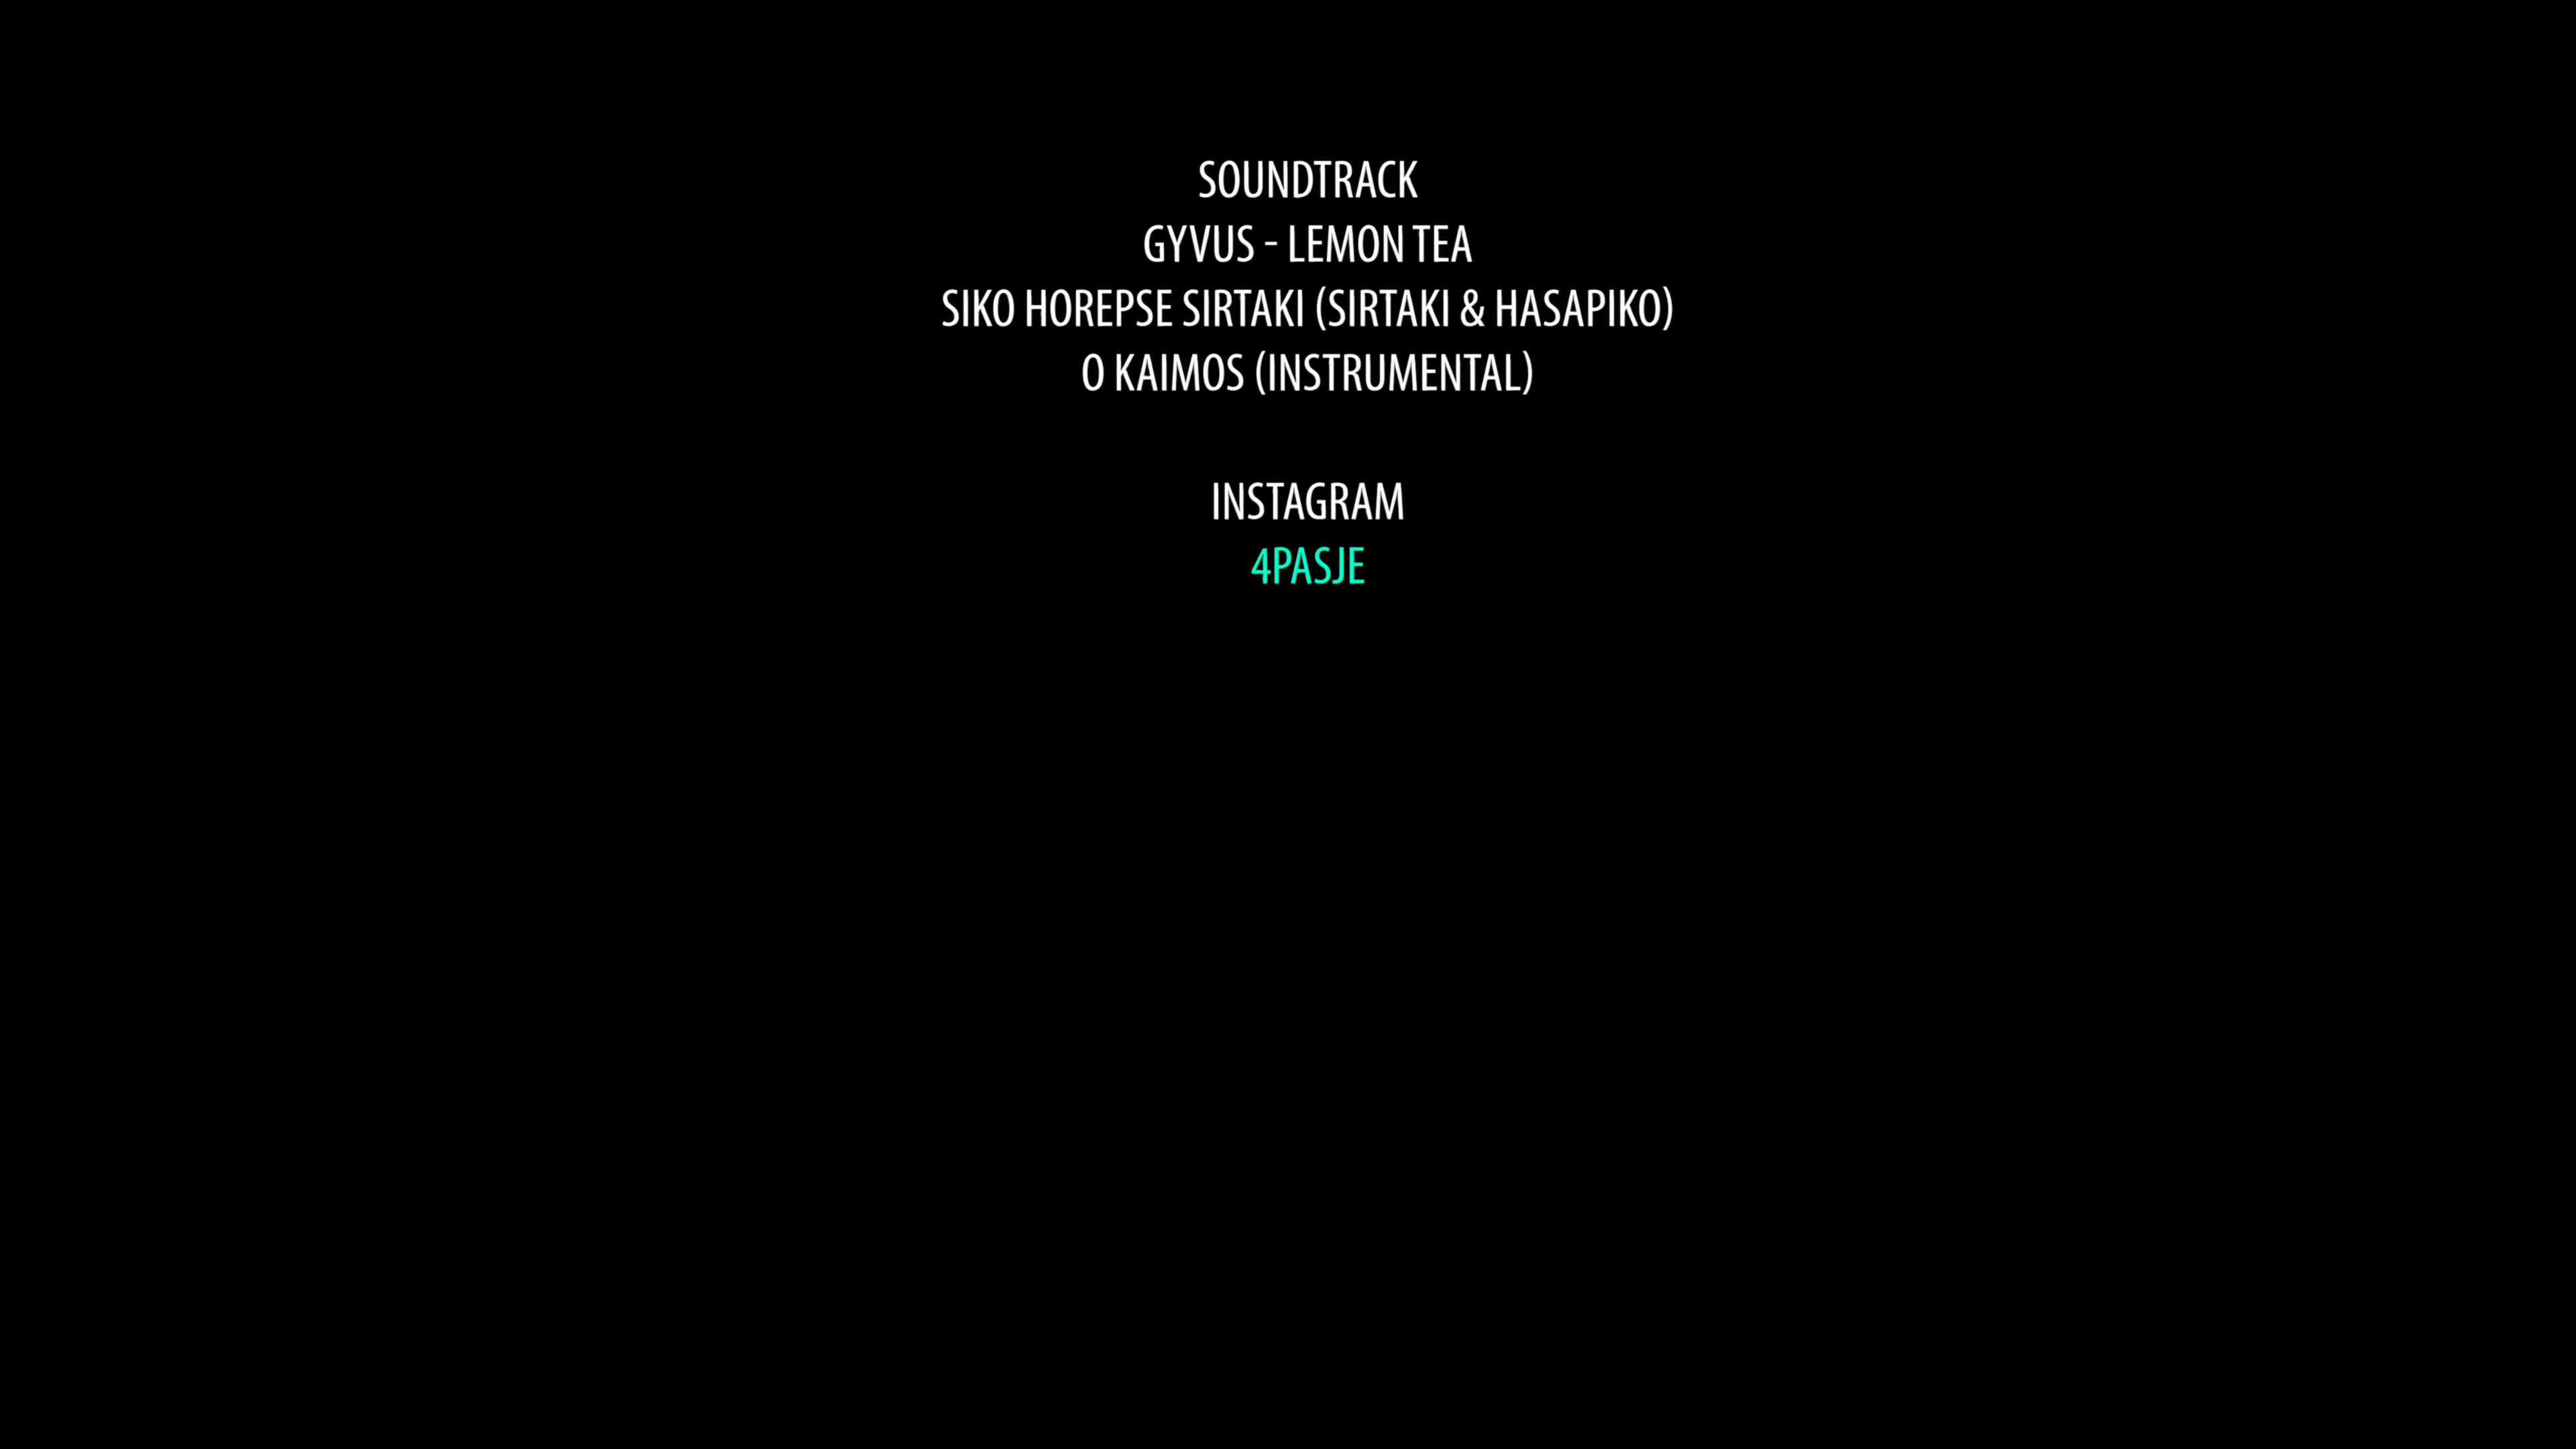 SOUNDTRACK
GYVUS - LEMON TEA
SIKO HOREPSE SIRTAKI (SIRTAKI & HASAPIKO)
O KAIMOS (INSTRUMENTAL)
INSTAGRAM
4PASJE